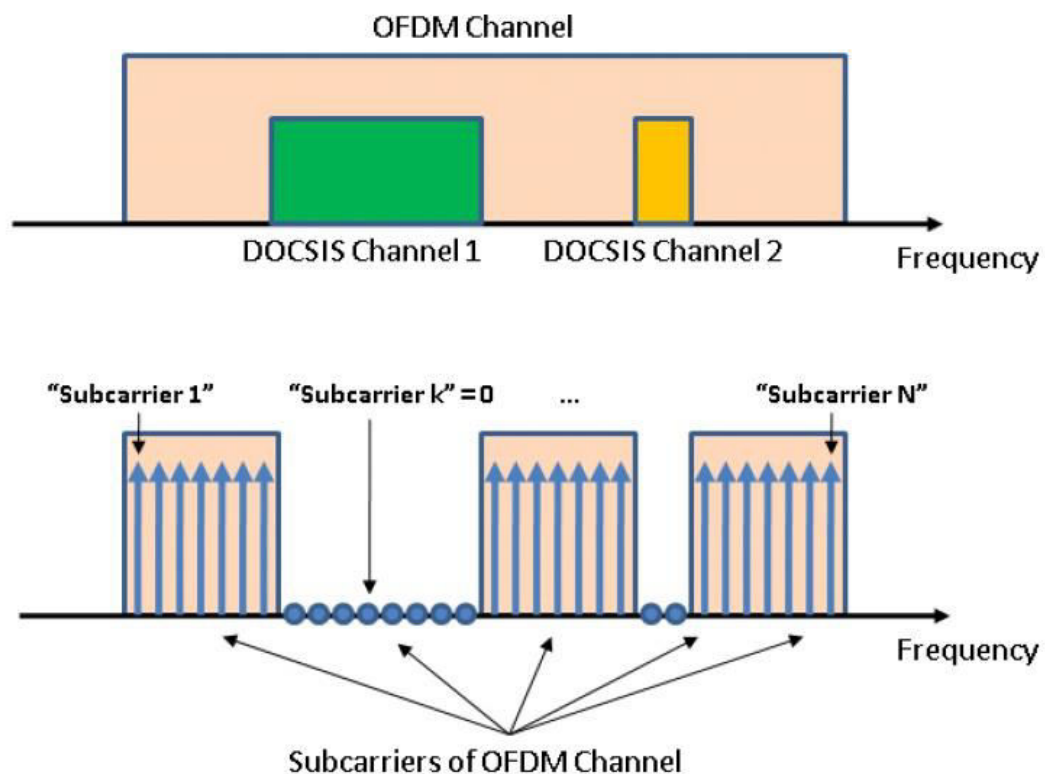 OFDM Channel
DOCSIS Channel 1
DOCSIS Channel 2
Frequency
“Subcarrier 1”
“Subcarrier k” = 0
...
“Subcarrier N”
Frequency
Subcarriers of OFDM Channel